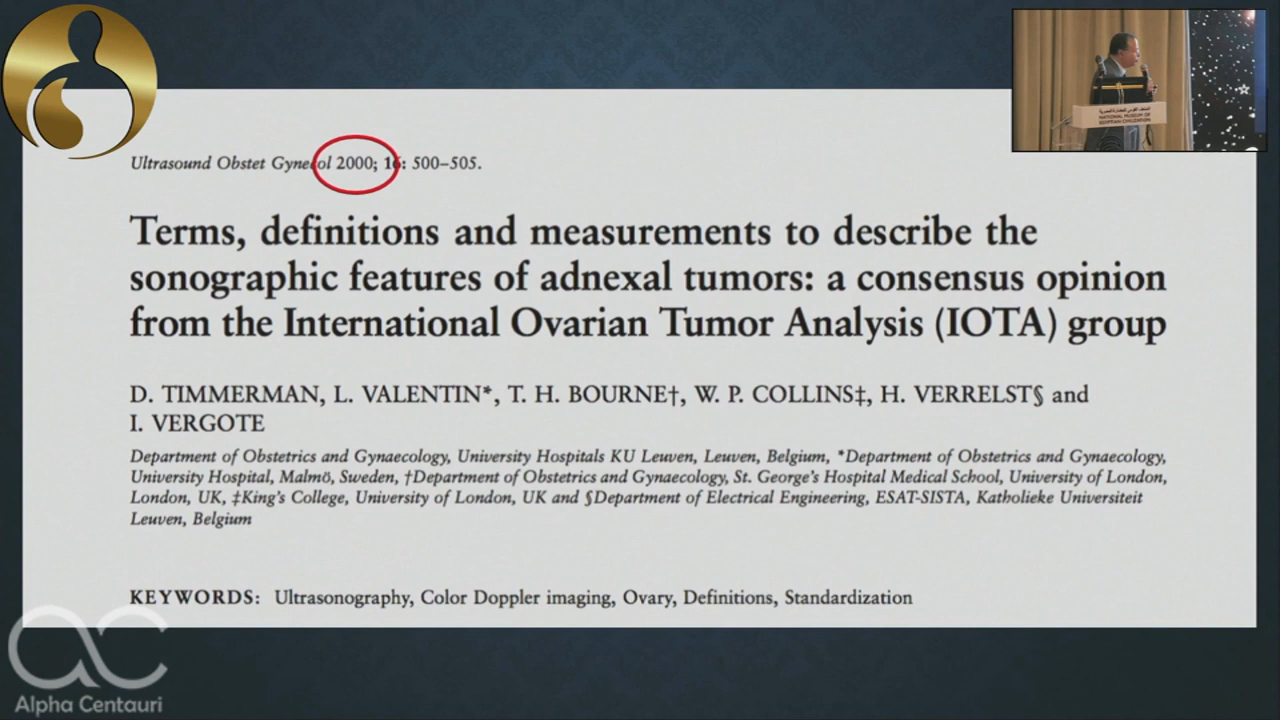 Ultrasound Obstet Gynecol 2000; 16: 500–505.
Terms, definitions and measurements to describe the
sonographic features of adnexal tumors: a consensus opinion
from the International Ovarian Tumor Analysis (IOTA) group
D. TIMMERMAN, L. VALENTIN*, T. H. BOURNE†, W. P. COLLINS‡, H. VERRELST§ and
I. VERGOTE
Department of Obstetrics and Gynaecology, University Hospitals KU Leuven, Leuven, Belgium, *Department of Obstetrics and Gynaecology,
University Hospital, Malmö, Sweden, †Department of Obstetrics and Gynaecology, St. George's Hospital Medical School, University of London,
London, UK, ‡King's College, University of London, UK and §Department of Electrical Engineering, ESAT-SISTA, Katholieke Universiteit
Leuven, Belgium
KEYWORDS: Ultrasonography, Color Doppler imaging, Ovary, Definitions, Standardization
NATIONAL MUSEUM OF
EGYPTIAN CIVILIZATION
Alpha Centauri